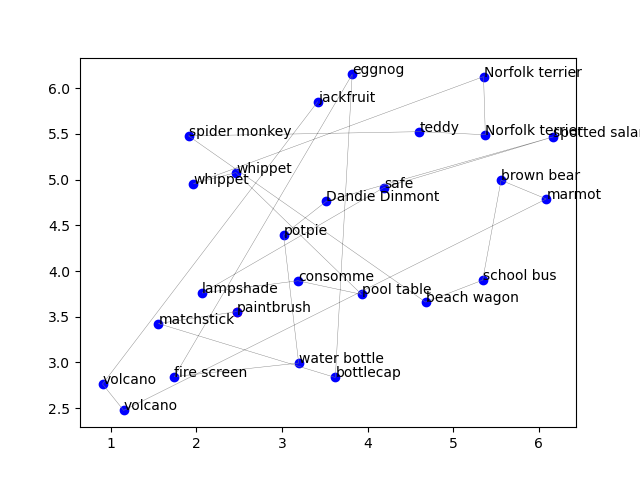 eggnog
Norfolk terrier
jackfruit
6.0
spider monkey
teddy
Norfolk terrier
spotted sala
5.5
whippet
whippet
safe
brown bear
5.0
Dandie Dinmont
marmot
4.5
potpie
4.0
consomme
school bus
lampshade
pool table
beach wagon
3.5
paintbrush
matchstick
3.0
water bottle
fire screen
bottlecap
volcano
2.5
volcano
1 2 3 4 5 6